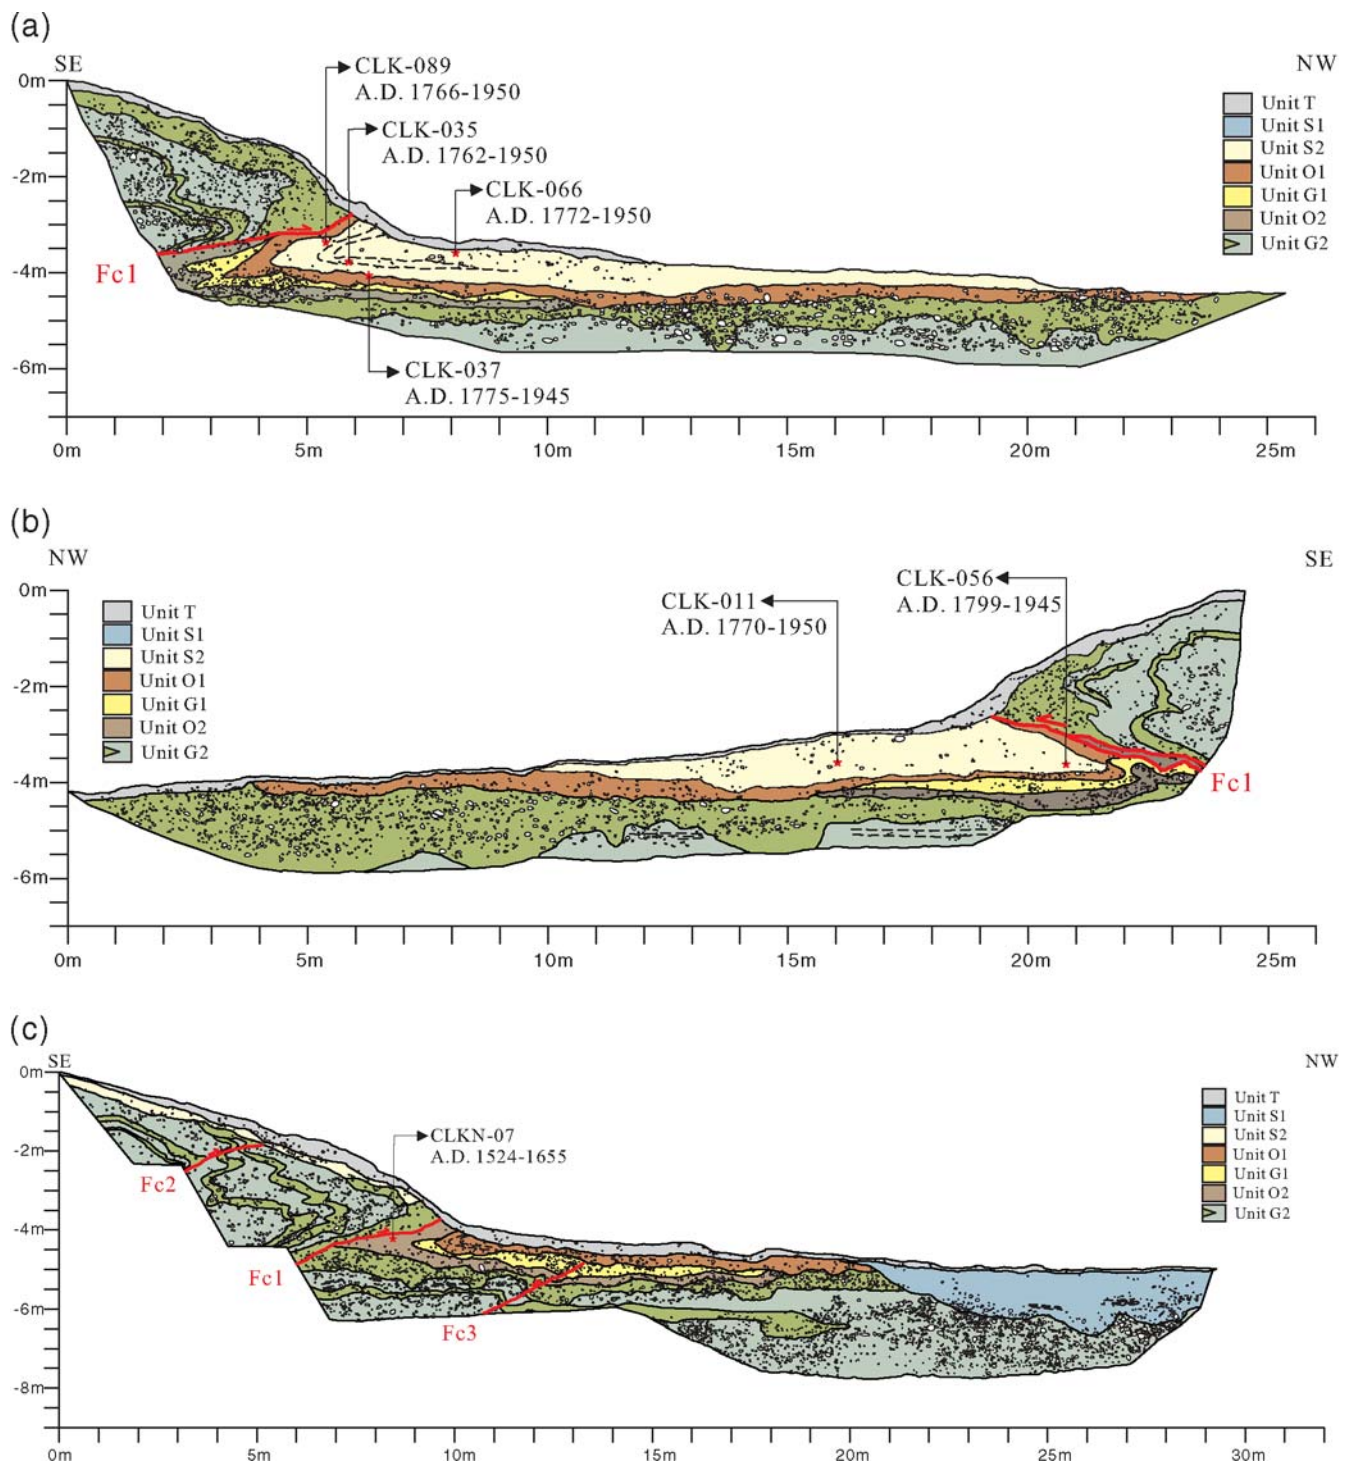 (a)
SE
NW
CLK-089
A.D. 1766-1950
CLK-035
A.D. 1762-1950
CLK-066
A.D. 1772-1950
CLK-037
A.D. 1775-1945
Fc1
Unit T
Unit S1
Unit S2
Unit O1
Unit G1
Unit O2
Unit G2
0m
-2m
-4m
-6m
0m 5m 10m 15m 20m 25m
(b)
NW
SE
CLK-011
A.D. 1770-1950
CLK-056
A.D. 1799-1945
Fc1
Unit T
Unit S1
Unit S2
Unit O1
Unit G1
Unit O2
Unit G2
0m
-2m
-4m
-6m
0m 5m 10m 15m 20m 25m
(c)
SE
NW
CLKN-07
A.D. 1524-1655
Fc2
Fc1
Fc3
Unit T
Unit S1
Unit S2
Unit O1
Unit G1
Unit O2
Unit G2
0m
-2m
-4m
-6m
-8m
0m 5m 10m 15m 20m 25m 30m